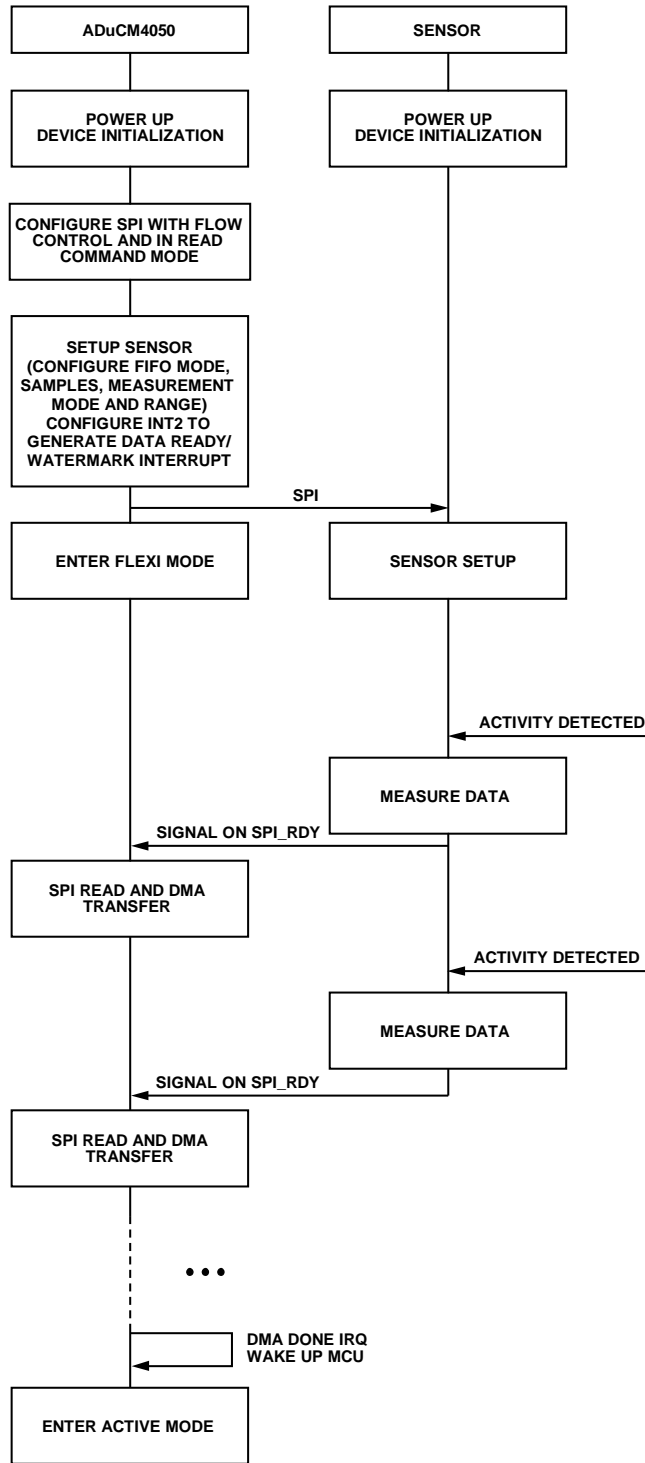 ADuCM4050
SENSOR
POWER UP
DEVICE INITIALIZATION
POWER UP
DEVICE INITIALIZATION
CONFIGURE SPI WITH FLOW
CONTROL AND IN READ
COMMAND MODE
SETUP SENSOR
(CONFIGURE FIFO MODE,
SAMPLES, MEASUREMENT
MODE AND RANGE)
CONFIGURE INT2 TO
GENERATE DATA READY/
WATERMARK INTERRUPT
SPI
ENTER FLEXI MODE
SENSOR SETUP
ACTIVITY DETECTED
MEASURE DATA
SIGNAL ON SPI_RDY
SPI READ AND DMA
TRANSFER
ACTIVITY DETECTED
MEASURE DATA
SIGNAL ON SPI_RDY
SPI READ AND DMA
TRANSFER
•••
DMA DONE IRQ
WAKE UP MCU
ENTER ACTIVE MODE